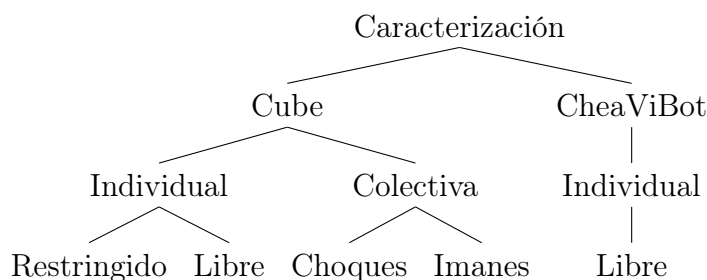 Caracterización
Cube CheaViBot
Individual Colectiva Individual
Restringido Libre Choques Imanes Libre